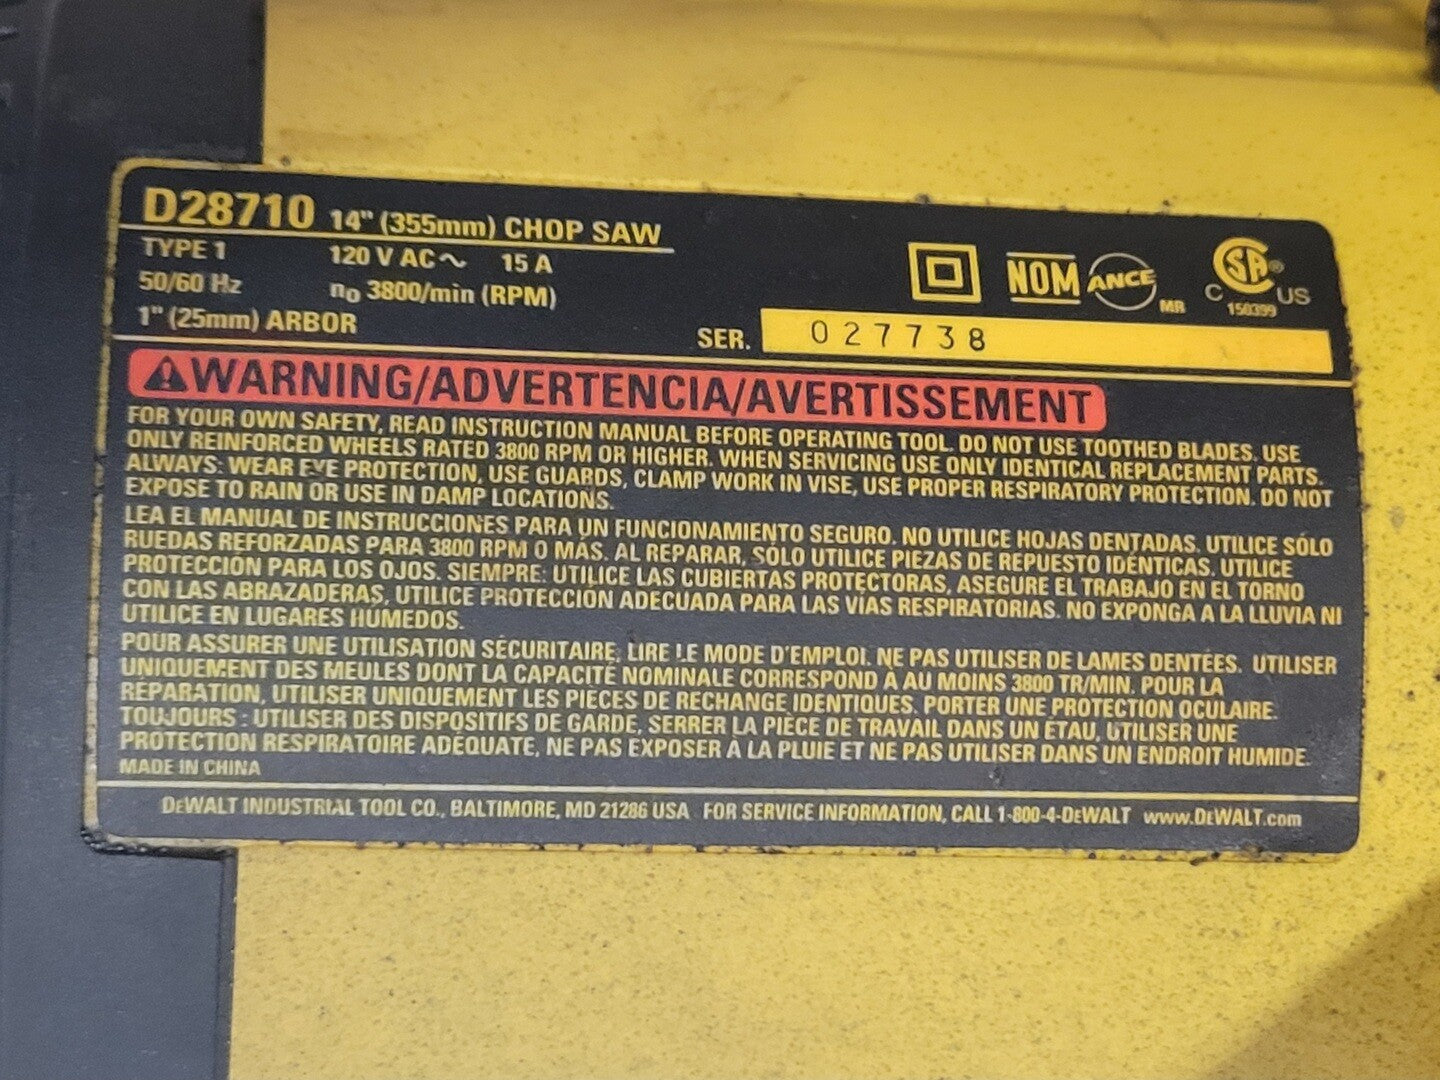 D28710 14" (355mm) CHOP SAW
TYPE 1 120 V AC~ 15 A
50/60 Hz n0 3800/min (RPM)
1" (25mm) ARBOR
NOM ANCE MR
CSA® C US 150399
SER. 027738
WARNING/ADVERTENCIA/AVERTISSEMENT
FOR YOUR OWN SAFETY, READ INSTRUCTION MANUAL BEFORE OPERATING TOOL. DO NOT USE TOOTHED BLADES. USE
ONLY REINFORCED WHEELS RATED 3800 RPM OR HIGHER. WHEN SERVICING USE ONLY IDENTICAL REPLACEMENT PARTS.
ALWAYS: WEAR EYE PROTECTION, USE GUARDS, CLAMP WORK IN VISE, USE PROPER RESPIRATORY PROTECTION. DO NOT
EXPOSE TO RAIN OR USE IN DAMP LOCATIONS.
LEA EL MANUAL DE INSTRUCCIONES PARA UN FUNCIONAMIENTO SEGURO. NO UTILICE HOJAS DENTADAS. UTILICE SÓLO
RUEDAS REFORZADAS PARA 3800 RPM O MÁS. AL REPARAR, SÓLO UTILICE PIEZAS DE REPUESTO IDÉNTICAS. UTILICE
PROTECCIÓN PARA LOS OJOS. SIEMPRE: UTILICE LAS CUBIERTAS PROTECTORAS, ASEGURE EL TRABAJO EN EL TORNO
CON LAS ABRAZADERAS, UTILICE PROTECCIÓN ADECUADA PARA LAS VÍAS RESPIRATORIAS. NO EXPONGA A LA LLUVIA NI
UTILICE EN LUGARES HÚMEDOS.
POUR ASSURER UNE UTILISATION SÉCURITAIRE, LIRE LE MODE D'EMPLOI. NE PAS UTILISER DE LAMES DENTÉES. UTILISER
UNIQUEMENT DES MEULES DONT LA CAPACITÉ NOMINALE CORRESPOND À AU MOINS 3800 TR/MIN. POUR LA
RÉPARATION, UTILISER UNIQUEMENT LES PIÈCES DE RECHANGE IDENTIQUES. PORTER UNE PROTECTION OCULAIRE.
TOUJOURS : UTILISER DES DISPOSITIFS DE GARDE, SERRER LA PIÈCE DE TRAVAIL DANS UN ÉTAU, UTILISER UNE
PROTECTION RESPIRATOIRE ADÉQUATE, NE PAS EXPOSER À LA PLUIE ET NE PAS UTILISER DANS UN ENDROIT HUMIDE.
MADE IN CHINA
DEWALT INDUSTRIAL TOOL CO., BALTIMORE, MD 21286 USA FOR SERVICE INFORMATION, CALL 1-800-4-DEWALT www.DEWALT.com